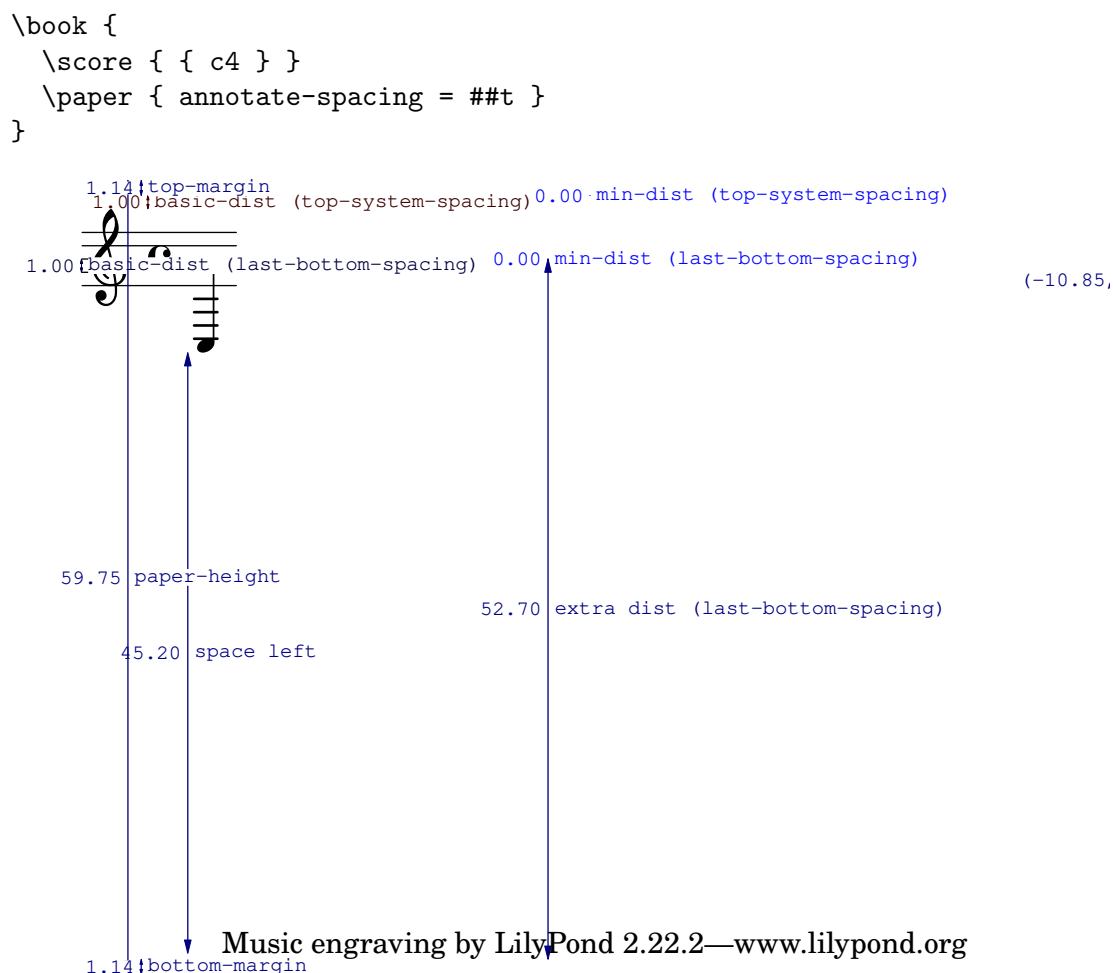 \book {
  \score { { c4 } }
  \paper { annotate-spacing = ##t }
}
1.14 top-margin
1.00 basic-dist (top-system-spacing) 0.00 min-dist (top-system-spacing)
1.00 basic-dist (last-bottom-spacing) 0.00 min-dist (last-bottom-spacing)
(-10.85,
59.75 paper-height
52.70 extra dist (last-bottom-spacing)
45.20 space left
Music engraving by LilyPond 2.22.2—www.lilypond.org
1.14 bottom-margin